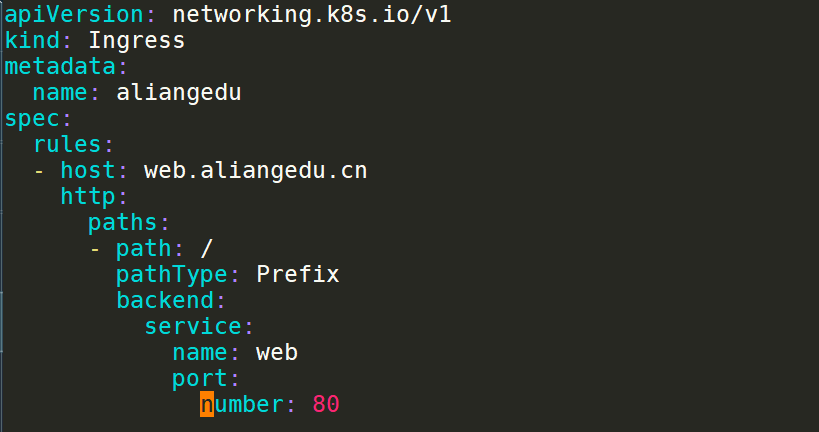 apiVersion: networking.k8s.io/v1
kind: Ingress
metadata:
  name: aliangedu
spec:
  rules:
  - host: web.aliangedu.cn
    http:
      paths:
      - path: /
        pathType: Prefix
        backend:
          service:
            name: web
            port:
              number: 80